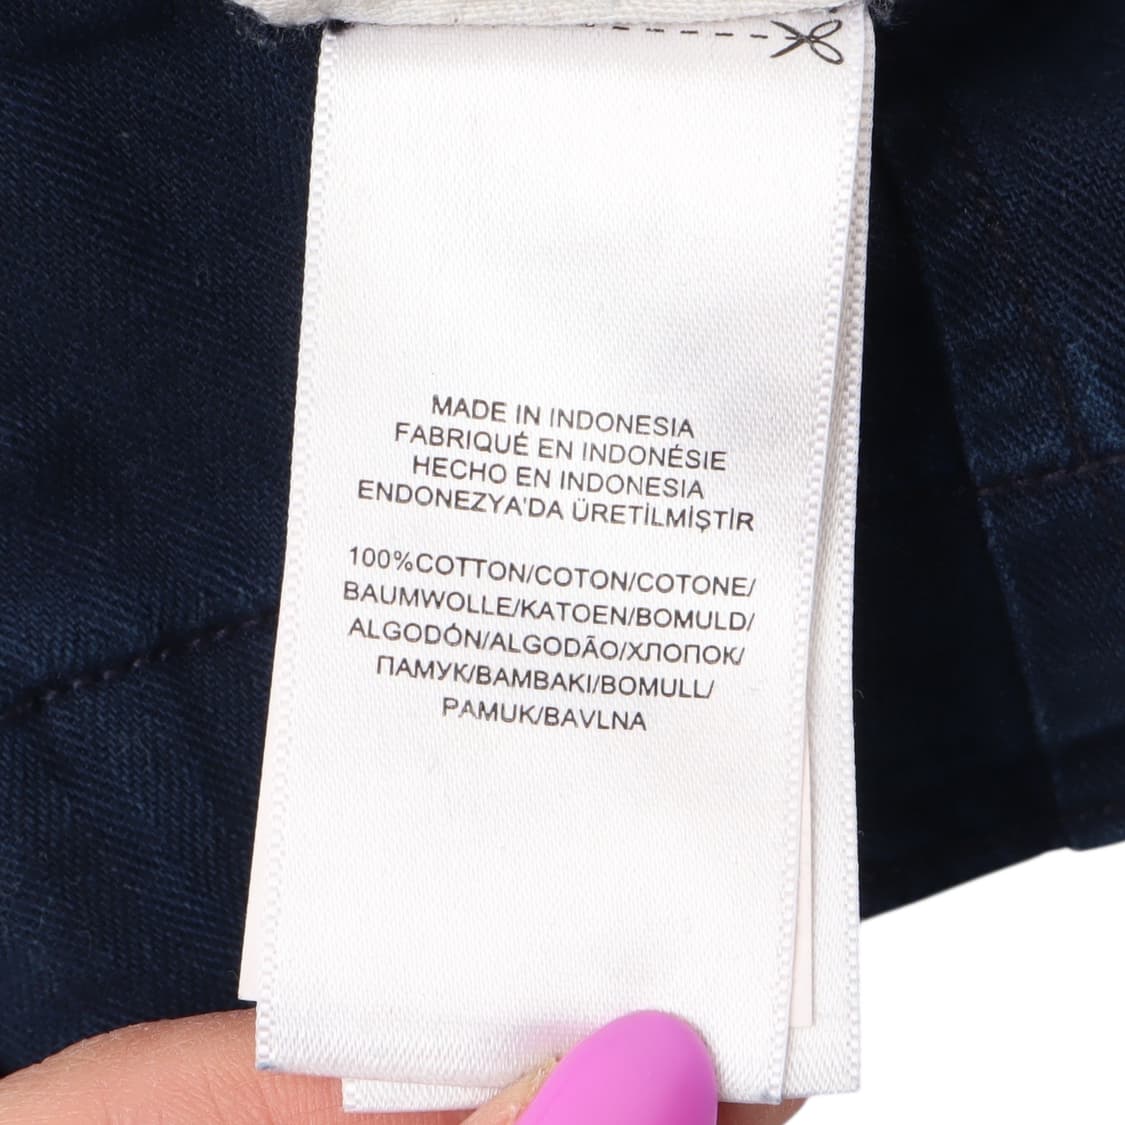 MADE IN INDONESIA
FABRIQUÉ EN INDONÉSIE
HECHO EN INDONESIA
ENDONEZYA'DA ÜRETİLMİŞTİR
100%COTTON/COTON/COTONE/
BAUMWOLLE/KATOEN/BOMULD/
ALGODÓN/ALGODÃO/ХЛОПОК/
ПАМУК/BAMBAKI/BOMULL/
PAMUK/BAVLNA